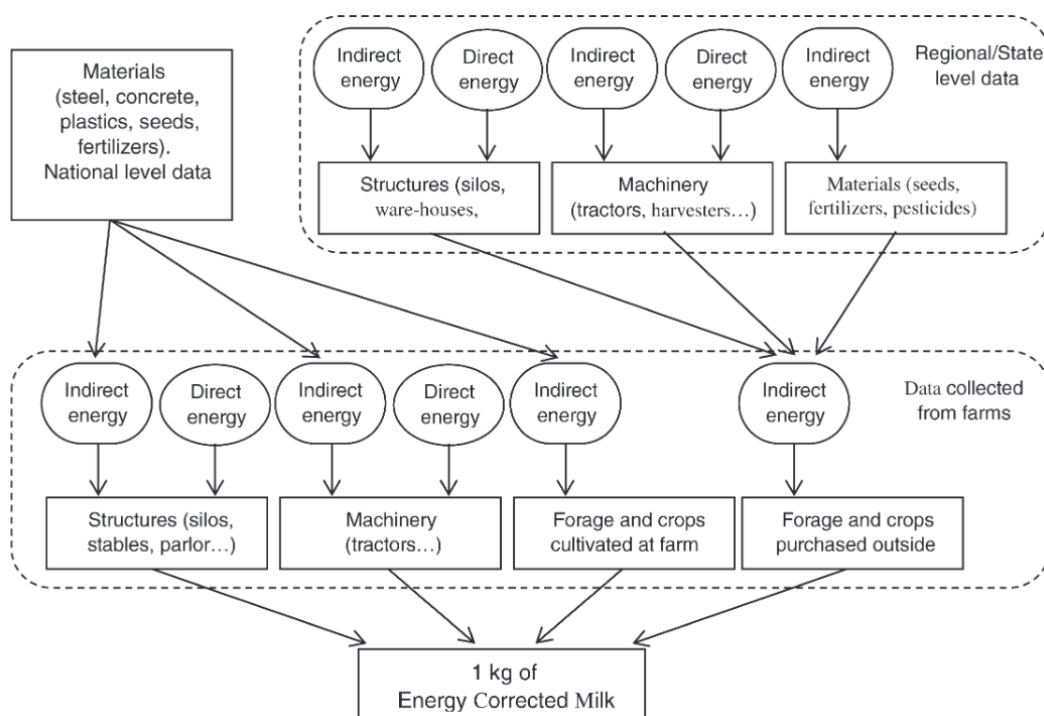 Materials
(steel, concrete,
plastics, seeds,
fertilizers).
National level data
Indirect
energy
Direct
energy
Indirect
energy
Direct
energy
Indirect
energy
Regional/State
level data
Structures (silos,
ware-houses,
Machinery
(tractors, harvesters…)
Materials (seeds,
fertilizers, pesticides)
Indirect
energy
Direct
energy
Indirect
energy
Direct
energy
Indirect
energy
Indirect
energy
Data collected
from farms
Structures (silos,
stables, parlor…)
Machinery
(tractors…)
Forage and crops
cultivated at farm
Forage and crops
purchased outside
1 kg of
Energy Corrected Milk